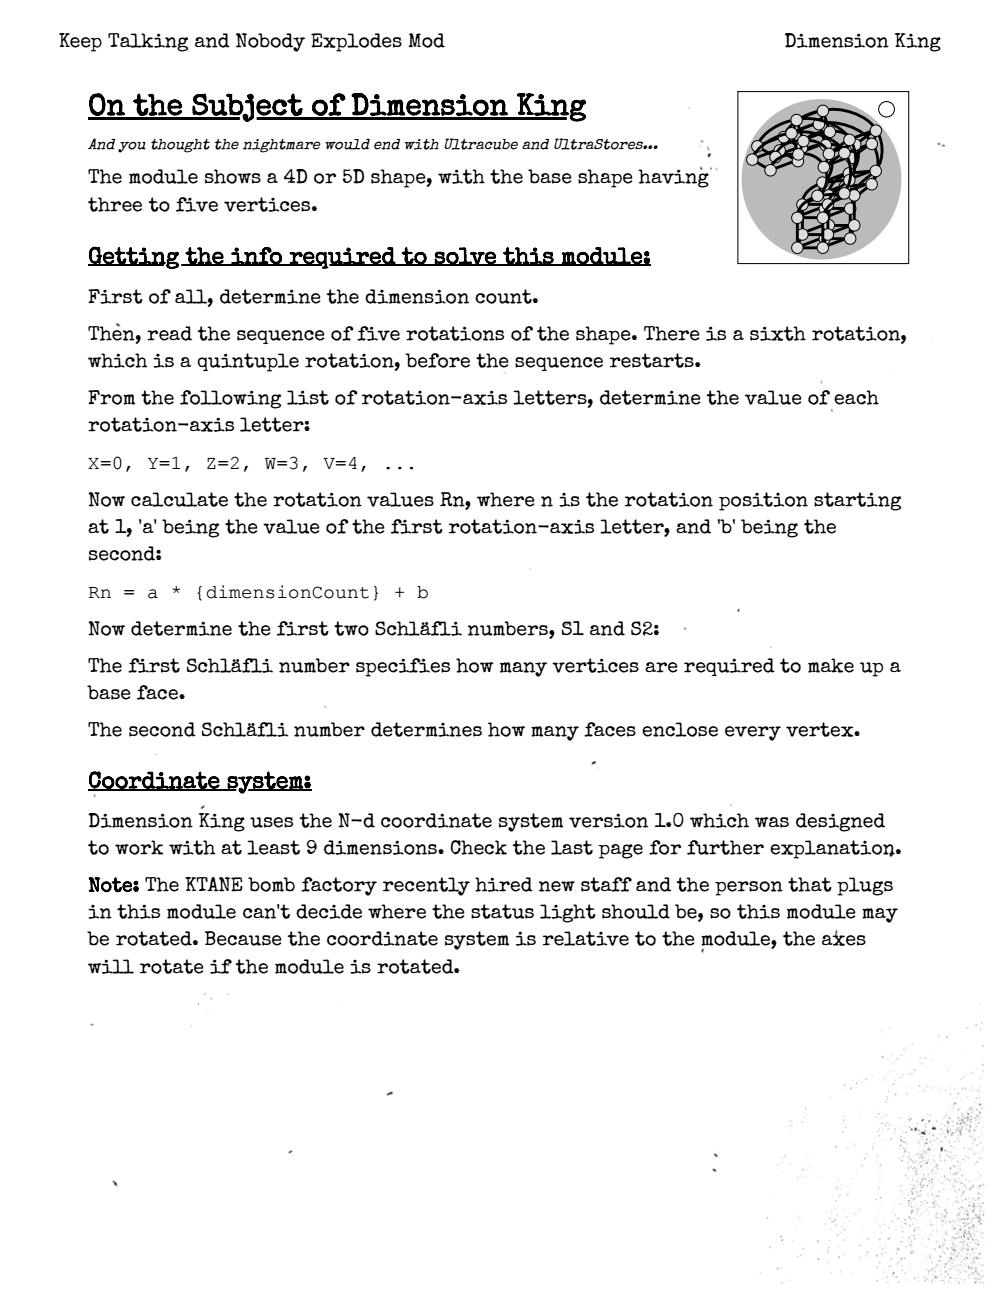 Keep Talking and Nobody Explodes Mod
Dimension King
On the Subject of Dimension King
And you thought the nightmare would end with Ultracube and UltraStores...
The module shows a 4D or 5D shape, with the base shape having
three to five vertices.
Getting the info required to solve this module:
First of all, determine the dimension count.
Then, read the sequence of five rotations of the shape. There is a sixth rotation,
which is a quintuple rotation, before the sequence restarts.
From the following list of rotation-axis letters, determine the value of each
rotation-axis letter:
X=0, Y=1, Z=2, W=3, V=4, ...
Now calculate the rotation values Rn, where n is the rotation position starting
at 1, 'a' being the value of the first rotation-axis letter, and 'b' being the
second:
Rn = a * {dimensionCount} + b
Now determine the first two Schläfli numbers, S1 and S2:
The first Schläfli number specifies how many vertices are required to make up a
base face.
The second Schläfli number determines how many faces enclose every vertex.
Coordinate system:
Dimension King uses the N-d coordinate system version 1.0 which was designed
to work with at least 9 dimensions. Check the last page for further explanation.
Note: The KTANE bomb factory recently hired new staff and the person that plugs
in this module can't decide where the status light should be, so this module may
be rotated. Because the coordinate system is relative to the module, the axes
will rotate if the module is rotated.